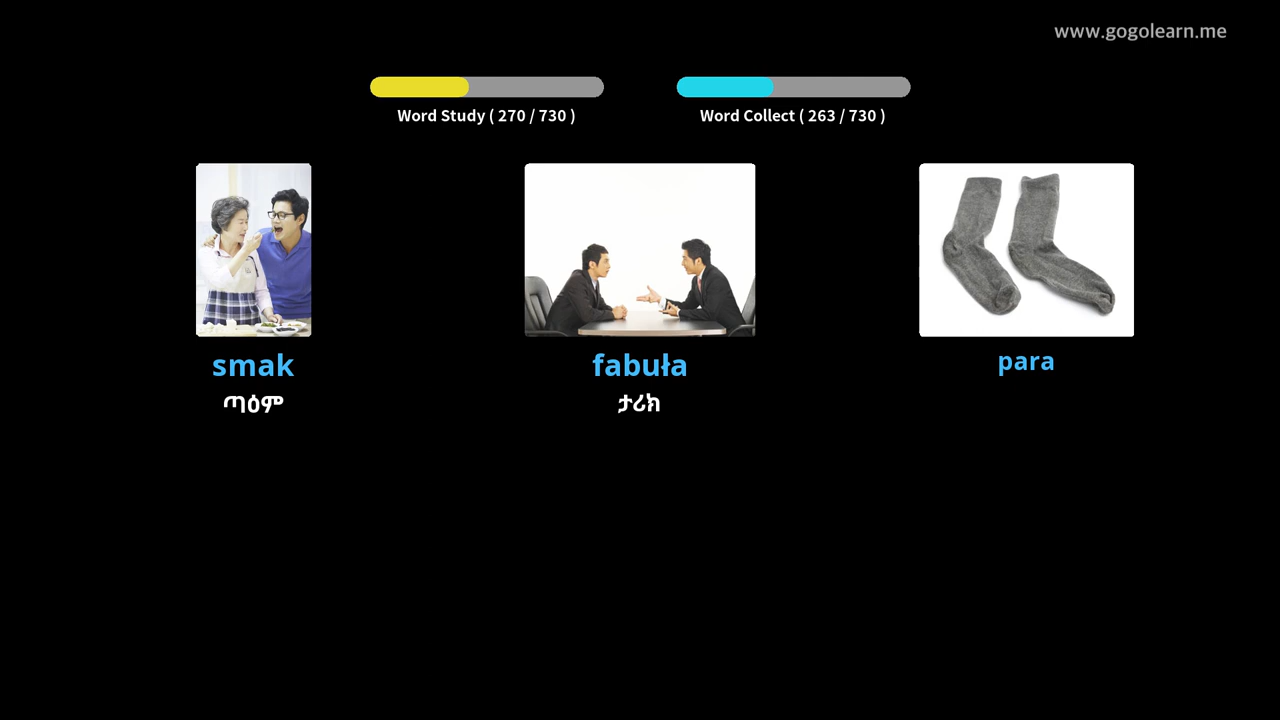 www.gogolearn.me
Word Study ( 270 / 730 )
Word Collect ( 263 / 730 )
smak
fabuła
para
ጣዕም
ታሪክ